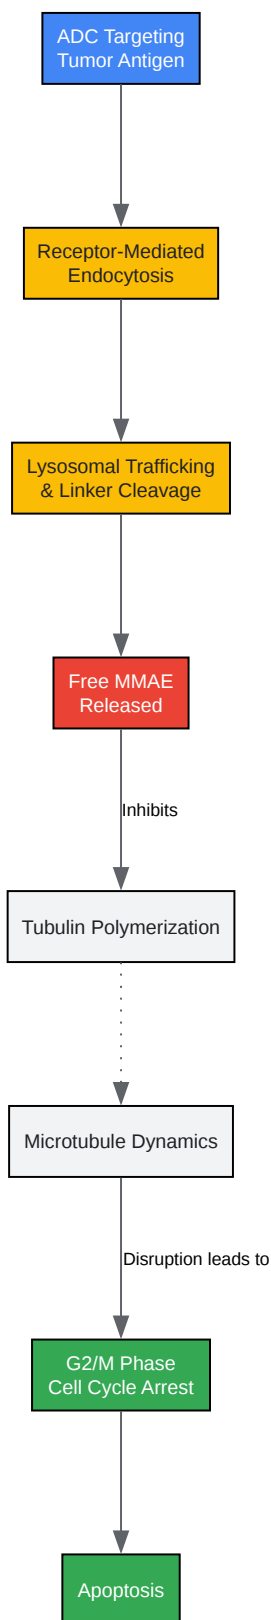 ADC Targeting
Tumor Antigen
Receptor-Mediated
Endocytosis
Lysosomal Trafficking
& Linker Cleavage
Free MMAE
Released
Inhibits
Tubulin Polymerization
Microtubule Dynamics
Disruption leads to
G2/M Phase
Cell Cycle Arrest
Apoptosis